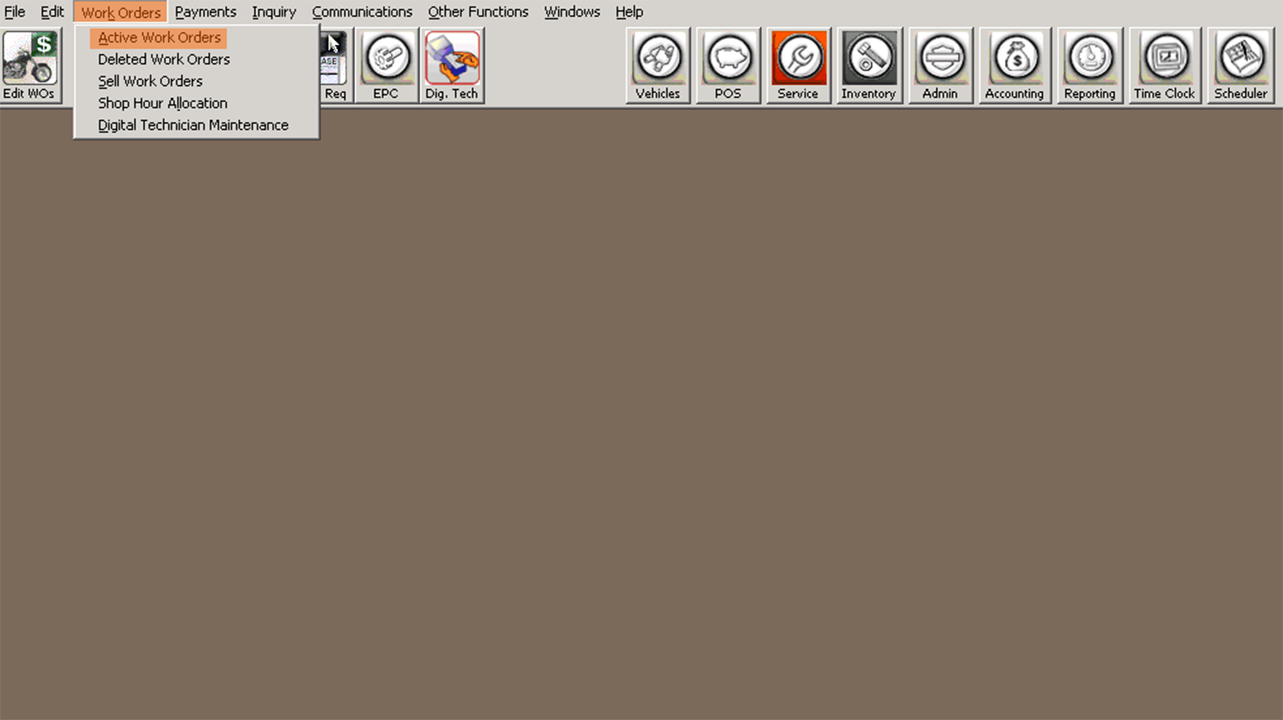 File Edit Work Orders Payments Inquiry Communications Other Functions Windows Help
Active Work Orders
Deleted Work Orders
Sell Work Orders
Shop Hour Allocation
Digital Technician Maintenance
$
ASE
Edit WOs Req EPC Dig. Tech Vehicles POS Service Inventory Admin Accounting Reporting Time Clock Scheduler